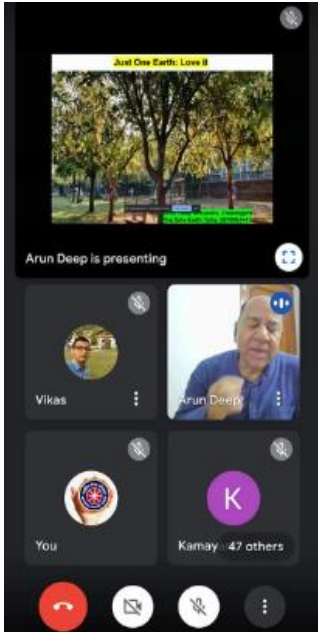 Just One Earth: Love it
Arun Deep is presenting
Vikas
Arun Deep
You
K
Kamay
47 others